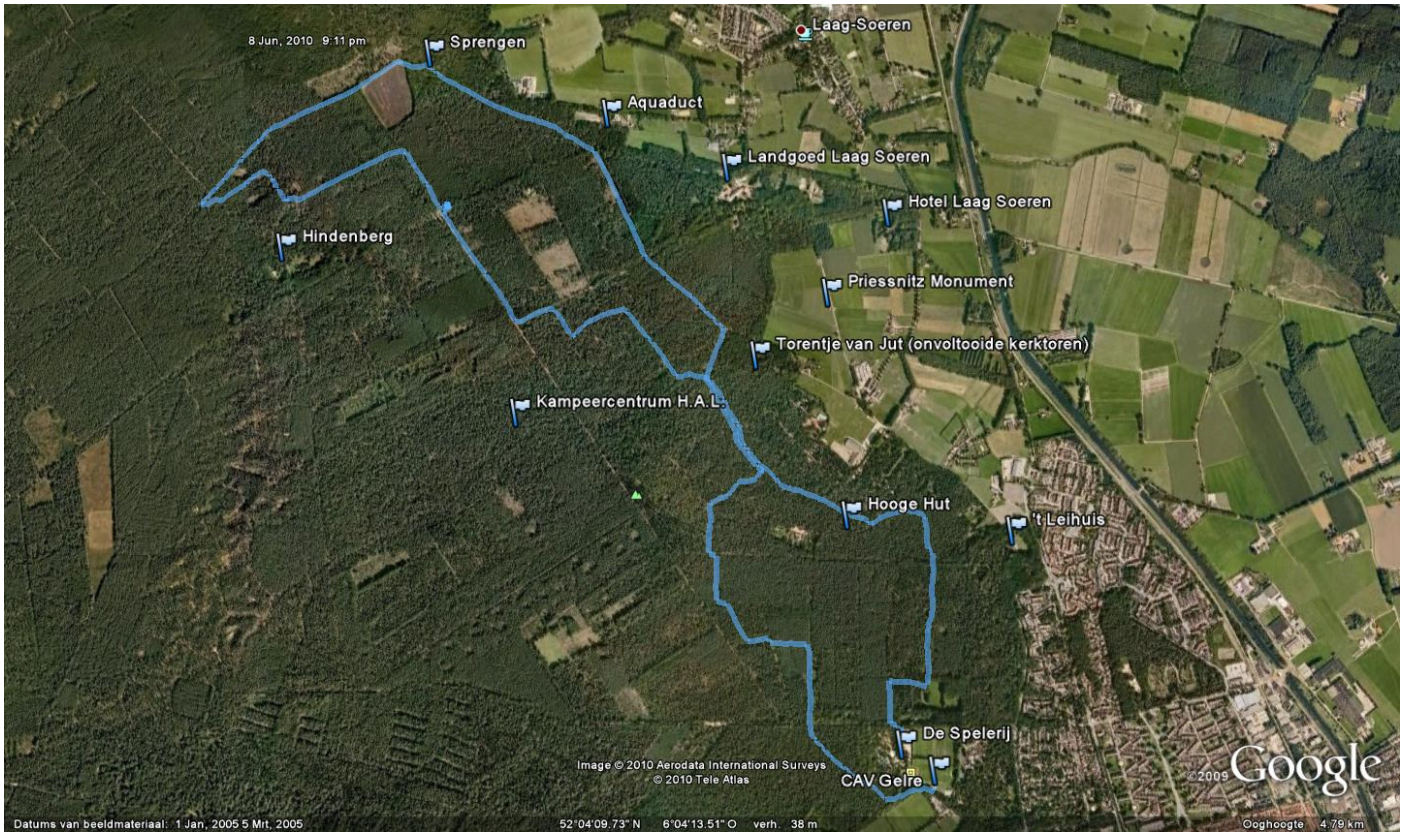 Laag-Soeren
8 Jun, 2010 9:11 pm
Sprengen
Aquaduct
Landgoed Laag Soeren
Hotel Laag Soeren
Hindenberg
Priessnitz Monument
Torentje van Jut (onvoltooide kerktoren)
Kampeercentrum H.A.L.
Hooge Hut
't Leihuis
De Spelerij
CAV Gelre
Image © 2010 Aerodata International Surveys
© 2010 Tele Atlas
©2009 Google
Datums van beeldmateriaal: 1 Jan, 2005 5 Mrt, 2005
52°04'09.73" N 6°04'13.51" O verh. 38 m
Ooghoogte 4.79 km